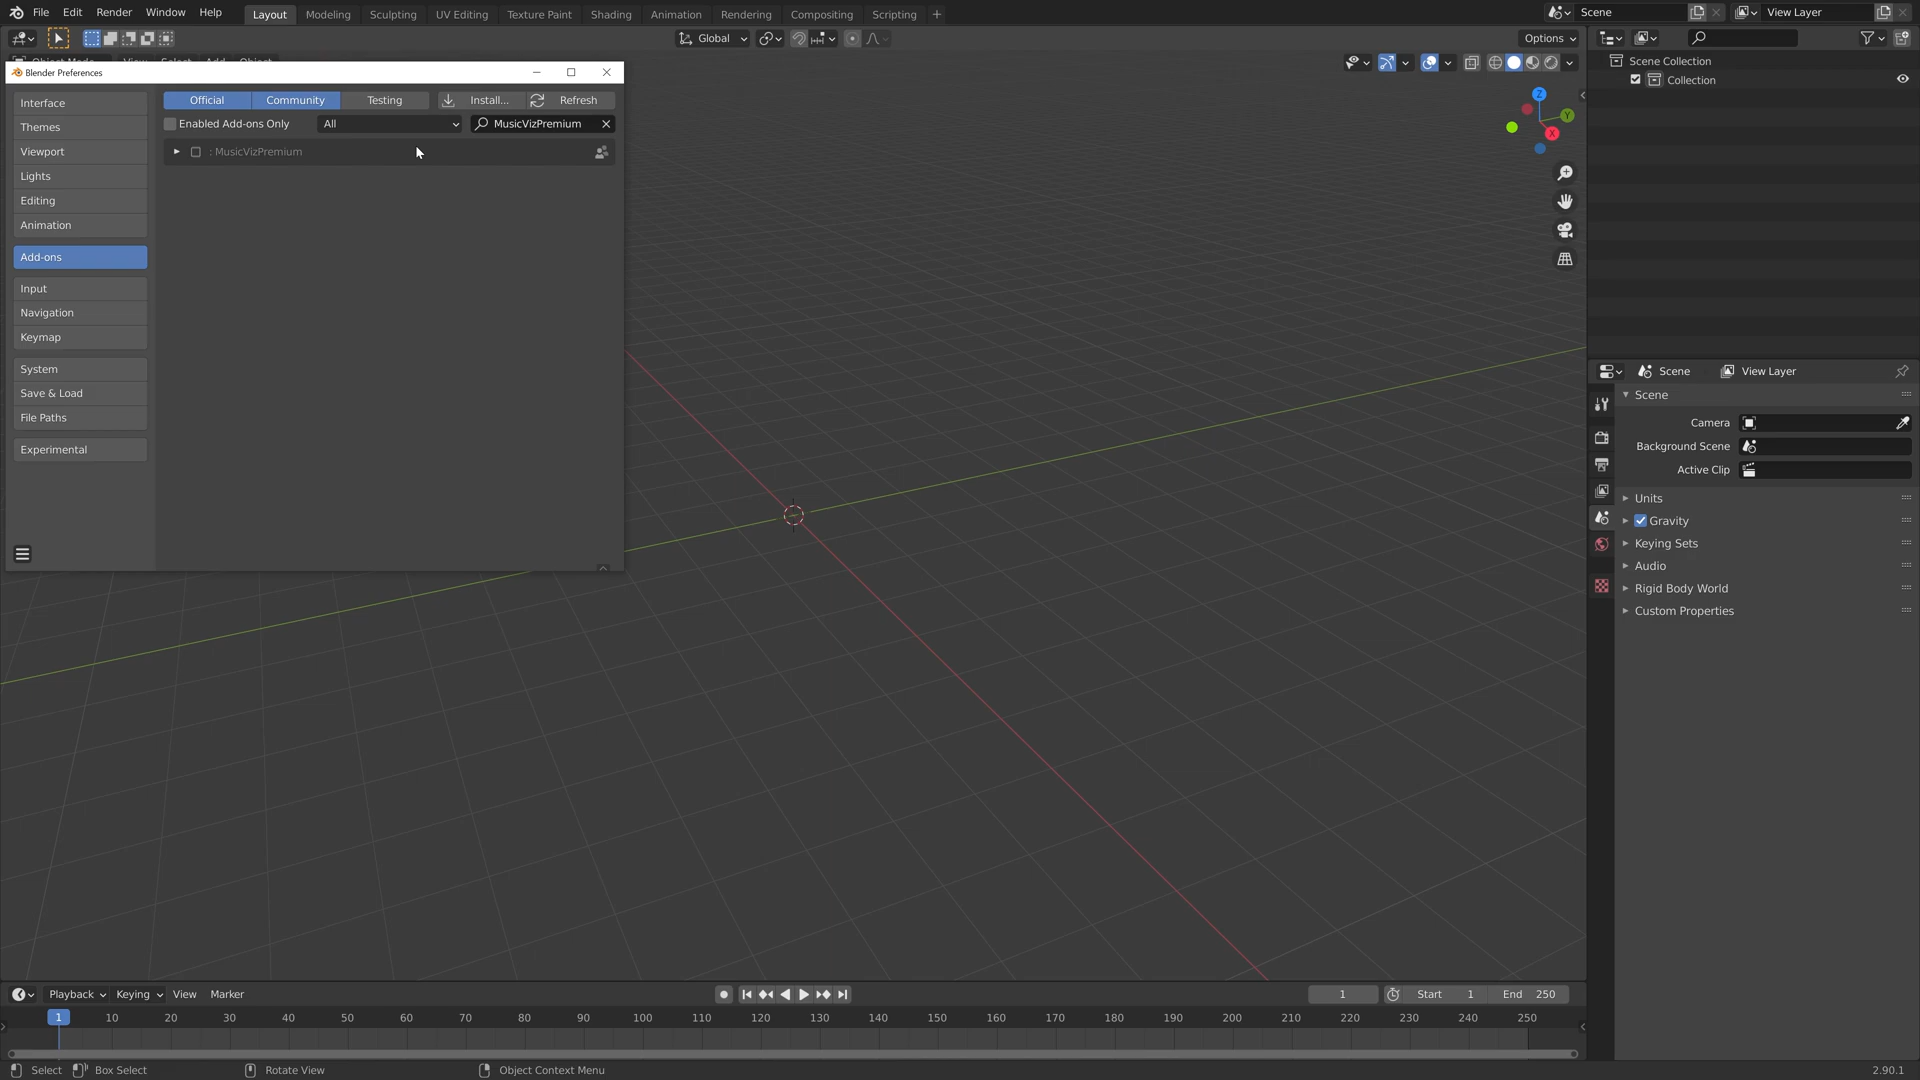 File Edit Render Window Help Layout Modeling Sculpting UV Editing Texture Paint Shading Animation Rendering Compositing Scripting + Scene View Layer
Global Options
Blender Preferences
Interface
Themes
Viewport
Lights
Editing
Animation
Add-ons
Input
Navigation
Keymap
System
Save & Load
File Paths
Experimental
Official Community Testing Install... Refresh
Enabled Add-ons Only All MusicVizPremium
: MusicVizPremium
Z
Y
X
Scene Collection
Collection
Scene View Layer
Scene
Camera
Background Scene
Active Clip
Units
Gravity
Keying Sets
Audio
Rigid Body World
Custom Properties
Playback Keying View Marker 1 Start 1 End 250
1 10 20 30 40 50 60 70 80 90 100 110 120 130 140 150 160 170 180 190 200 210 220 230 240 250
Select Box Select Rotate View Object Context Menu 2.90.1